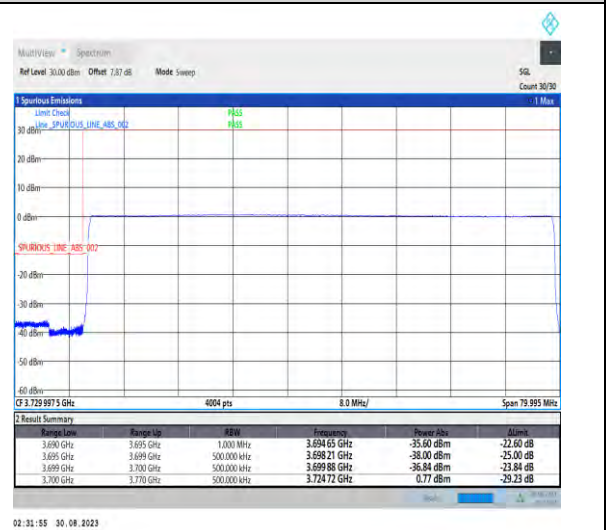 MultiView Spectrum
Ref Level 30.00 dBm Offset 7.87 dB Mode Sweep SGL
Count 30/30
1 Spurious Emissions 1 Max
Limit Check PASS
Line _SPURIOUS_LINE_ABS_002 PASS
30 dBm
20 dBm
10 dBm
0 dBm
SPURIOUS_LINE_ABS_002
-20 dBm
-30 dBm
-40 dBm
-50 dBm
-60 dBm
CF 3.729 997 5 GHz 4004 pts 8.0 MHz/ Span 79.995 MHz
2 Result Summary
Range Low Range Up RBW Frequency Power Abs ΔLimit
3.690 GHz 3.695 GHz 1.000 MHz 3.694 65 GHz -35.60 dBm -22.60 dB
3.695 GHz 3.699 GHz 500.000 kHz 3.698 21 GHz -38.00 dBm -25.00 dB
3.699 GHz 3.700 GHz 500.000 kHz 3.699 88 GHz -36.84 dBm -23.84 dB
3.700 GHz 3.770 GHz 500.000 kHz 3.724 72 GHz 0.77 dBm -29.23 dB
02:31:55 30.08.2023